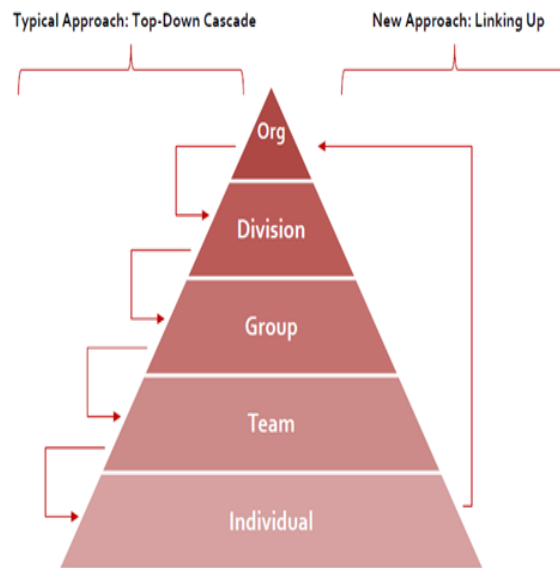 Typical Approach: Top-Down Cascade
New Approach: Linking Up
Org
Division
Group
Team
Individual